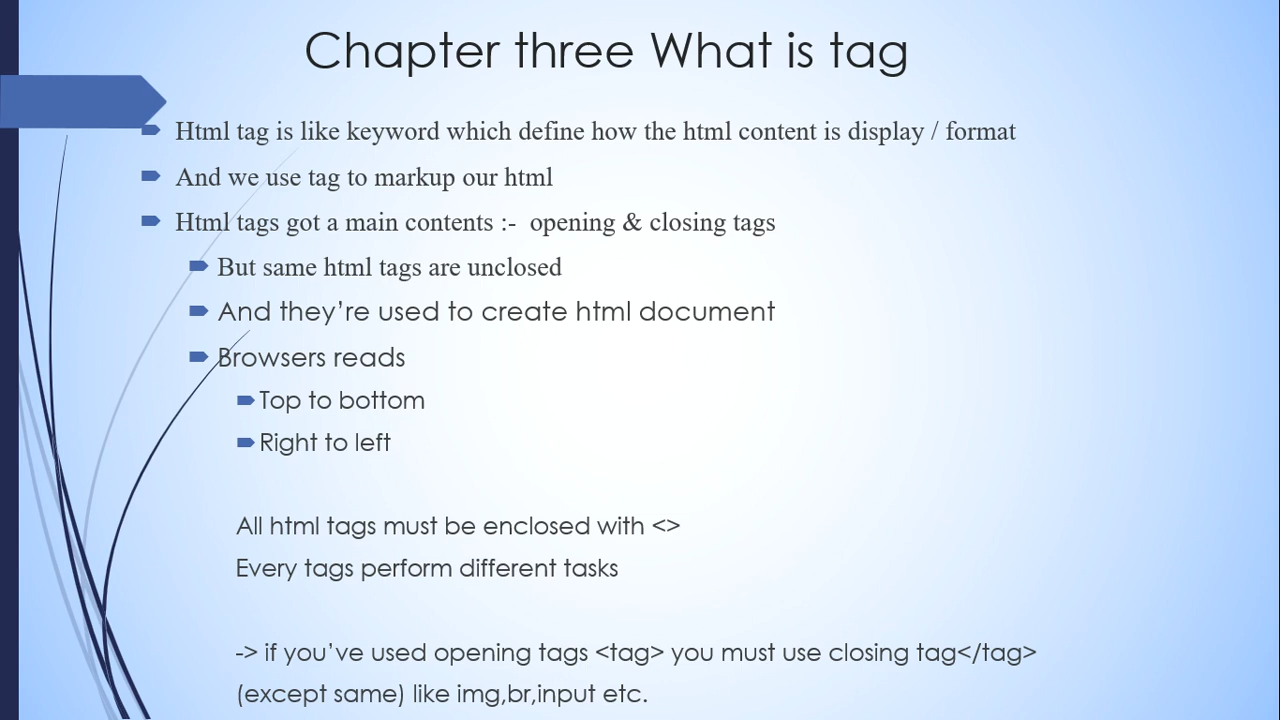 Chapter three What is tag
Html tag is like keyword which define how the html content is display / format
And we use tag to markup our html
Html tags got a main contents :- opening & closing tags
But same html tags are unclosed
And they’re used to create html document
Browsers reads
Top to bottom
Right to left
All html tags must be enclosed with <>
Every tags perform different tasks
-> if you’ve used opening tags <tag> you must use closing tag</tag>
(except same) like img,br,input etc.